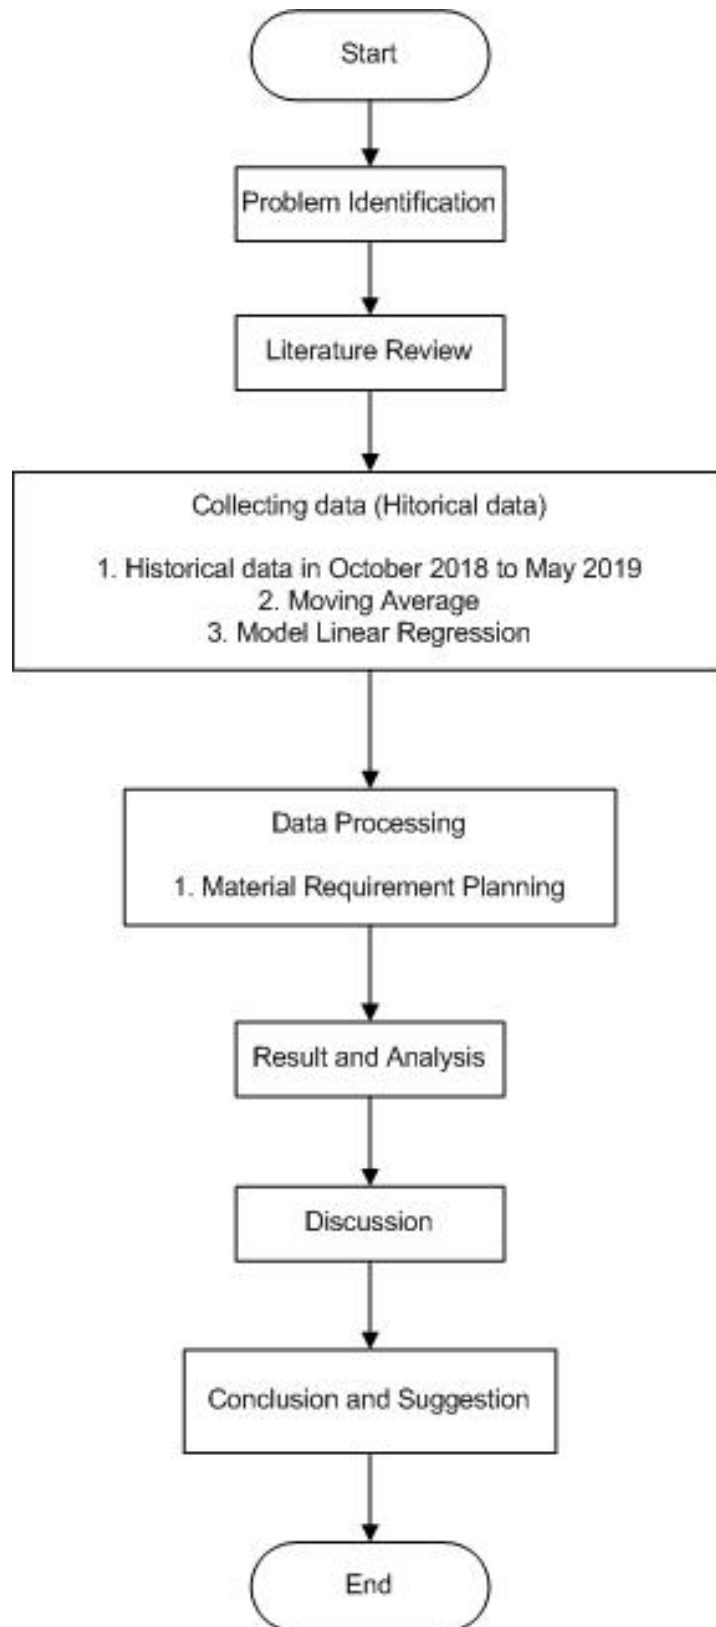 Start
Problem Identification
Literature Review
Collecting data (Hitorical data)
1. Historical data in October 2018 to May 2019
2. Moving Average
3. Model Linear Regression
Data Processing
1. Material Requirement Planning
Result and Analysis
Discussion
Conclusion and Suggestion
End